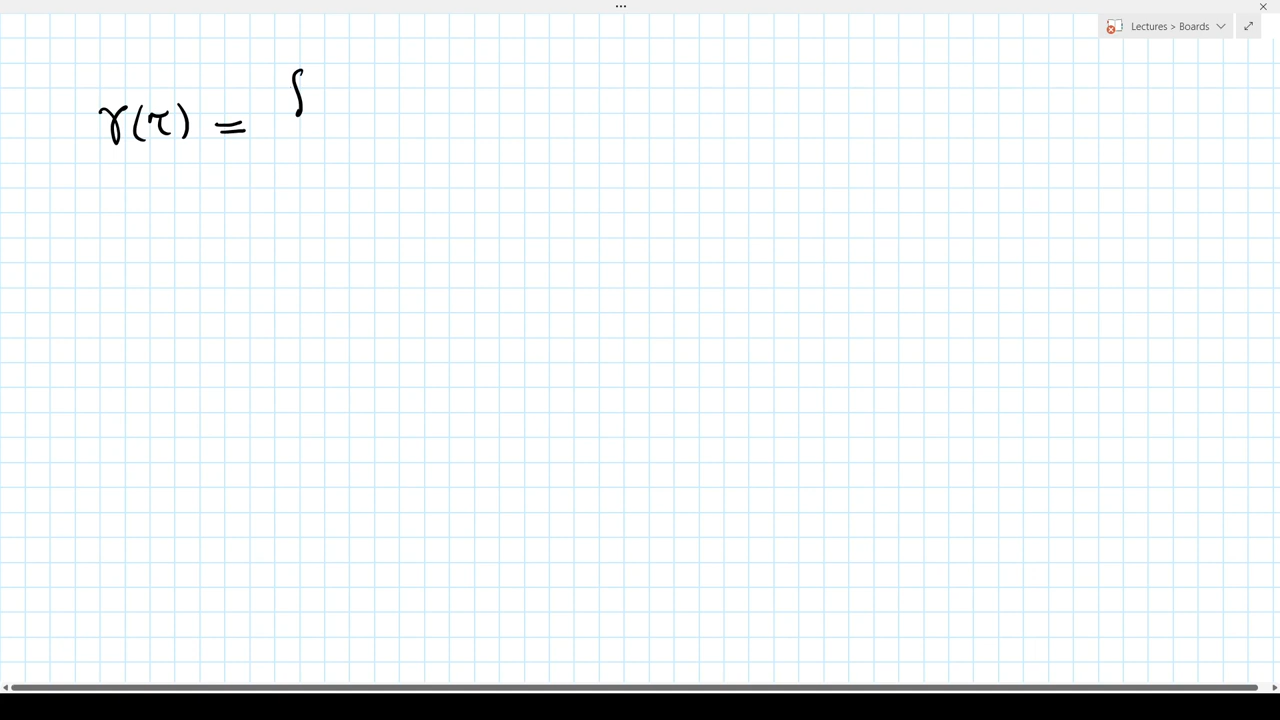 Lectures > Boards
γ(τ) = ∫